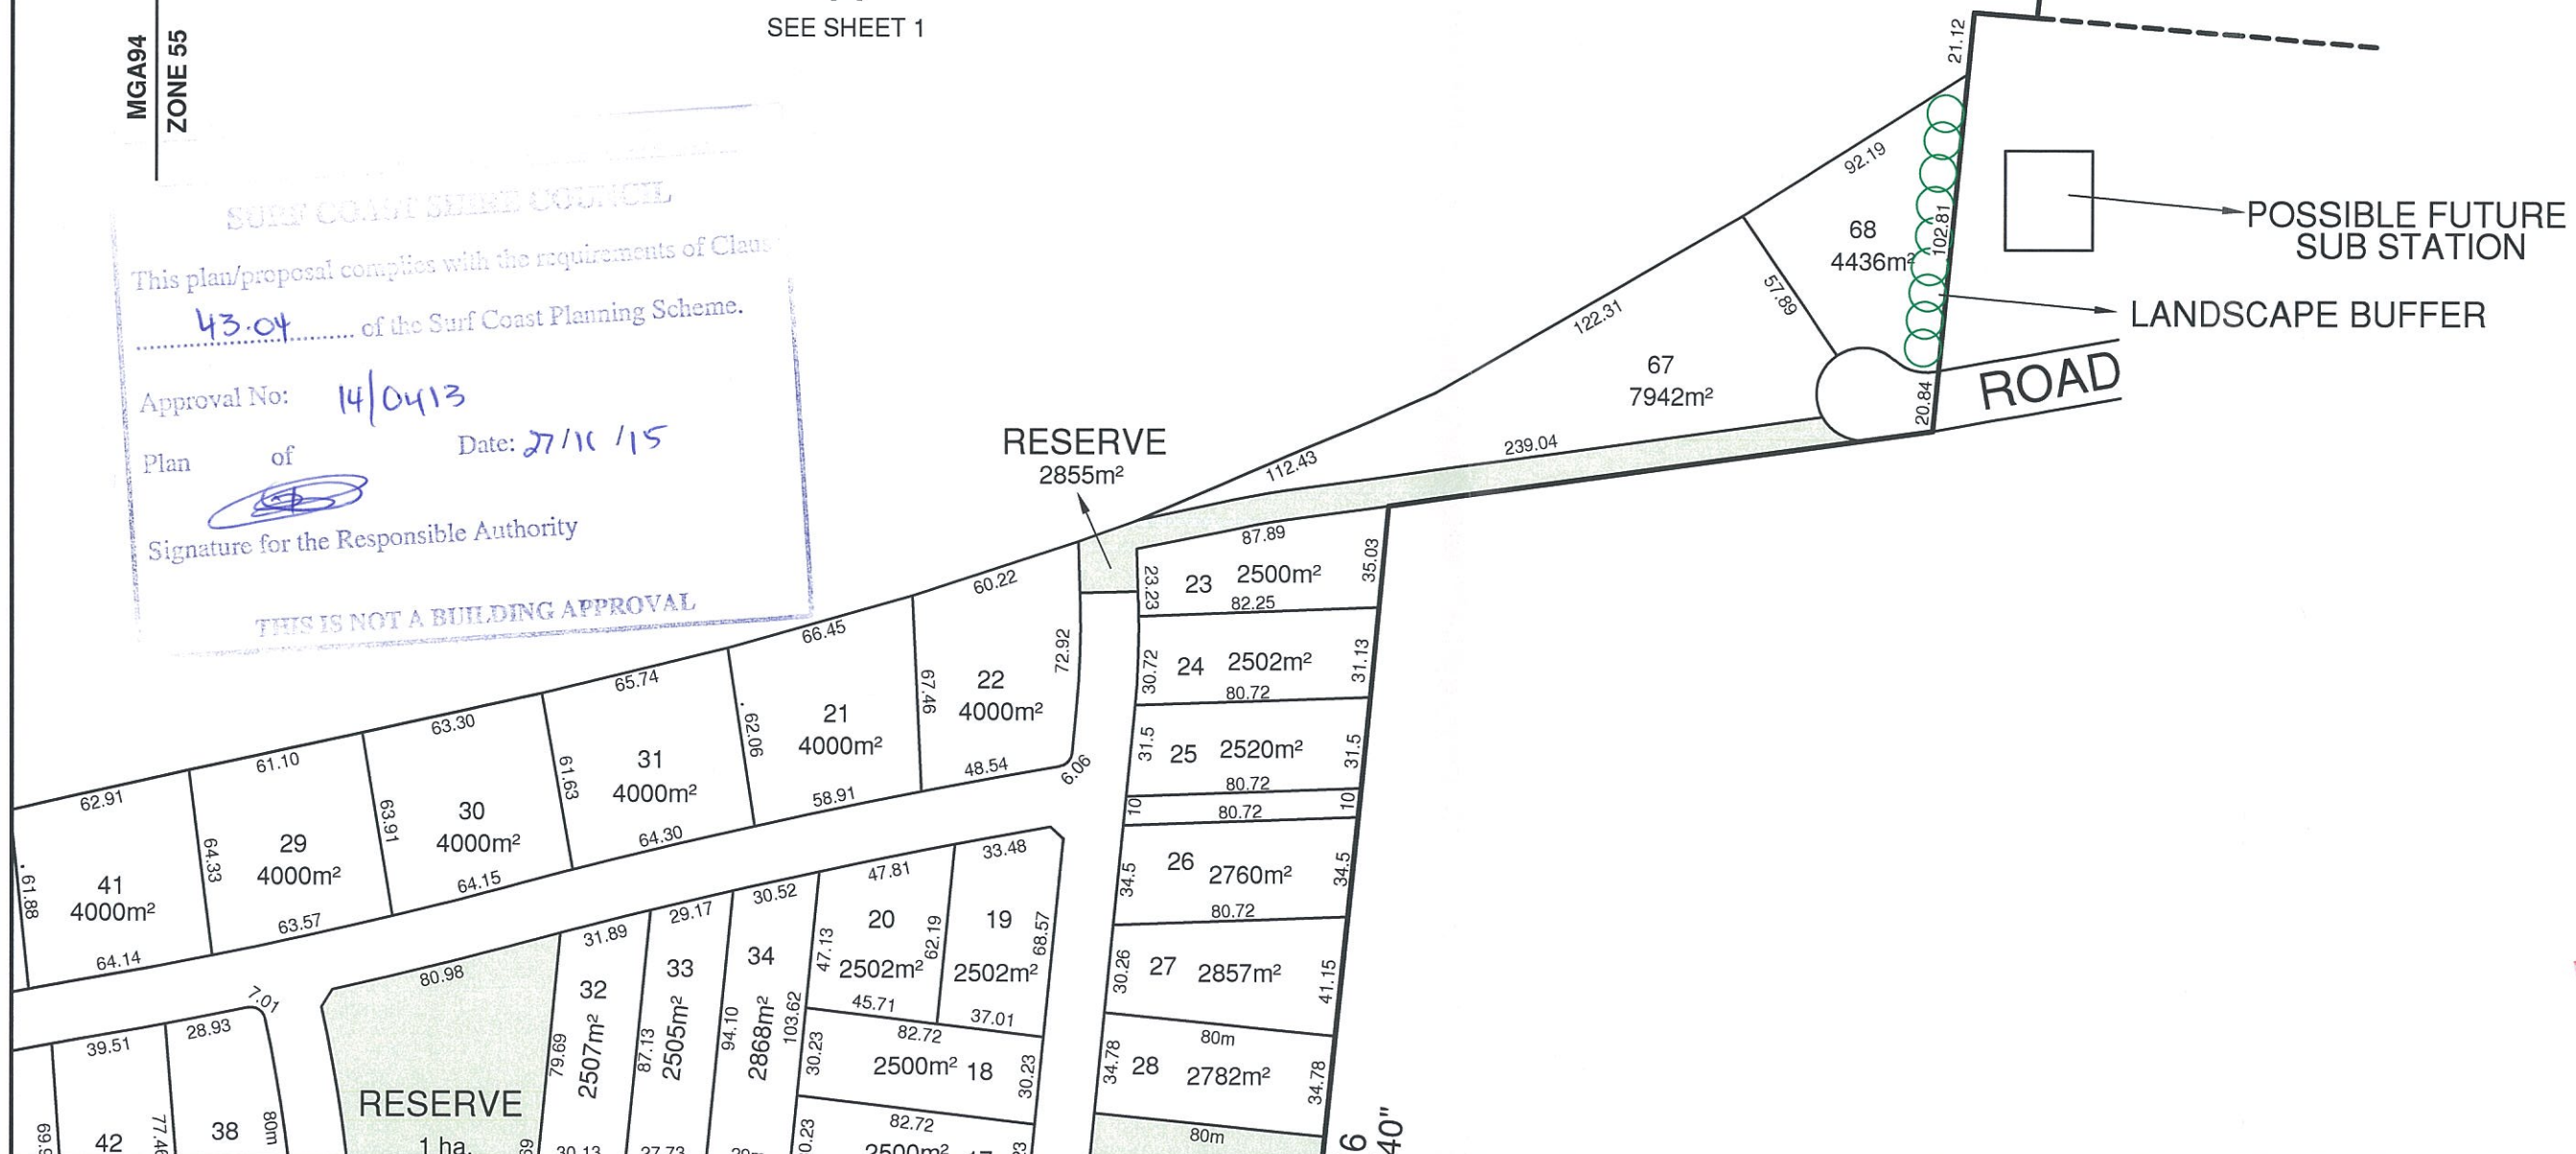 SEE SHEET 1
MGA94
ZONE 55
SURF COAST SHIRE COUNCIL
This plan/proposal complies with the requirements of Claus
43.04 of the Surf Coast Planning Scheme.
Approval No: 14/0413
Plan of Date: 27/11/15
Signature for the Responsible Authority
THIS IS NOT A BUILDING APPROVAL
21.12
92.19
68
4436m²
102.81
POSSIBLE FUTURE
SUB STATION
LANDSCAPE BUFFER
ROAD
20.84
57.89
122.31
67
7942m²
239.04
112.43
RESERVE
2855m²
87.89
23.23
23
2500m²
35.03
82.25
30.72
24
2502m²
31.13
80.72
31.5
25
2520m²
31.5
80.72
10
80.72
10
34.5
26
2760m²
34.5
80.72
30.26
27
2857m²
41.15
80m
34.78
28
2782m²
34.78
80m
6
40"
60.22
22
4000m²
72.92
67.46
48.54
6.06
66.45
21
4000m²
62.06
58.91
65.74
31
4000m²
61.63
64.30
63.30
30
4000m²
63.91
64.15
61.10
29
4000m²
64.33
63.57
62.91
41
4000m²
61.88
64.14
33.48
19
2502m²
68.57
37.01
47.81
20
2502m²
47.13
62.19
45.71
82.72
30.23
2500m² 18
30.23
82.72
2500m²
30.52
34
2868m²
94.10
103.62
29.17
33
2505m²
87.13
27.73
31.89
32
2507m²
79.69
30.13
80.98
RESERVE
1 ha.
7.01
28.93
38
80m
39.51
42